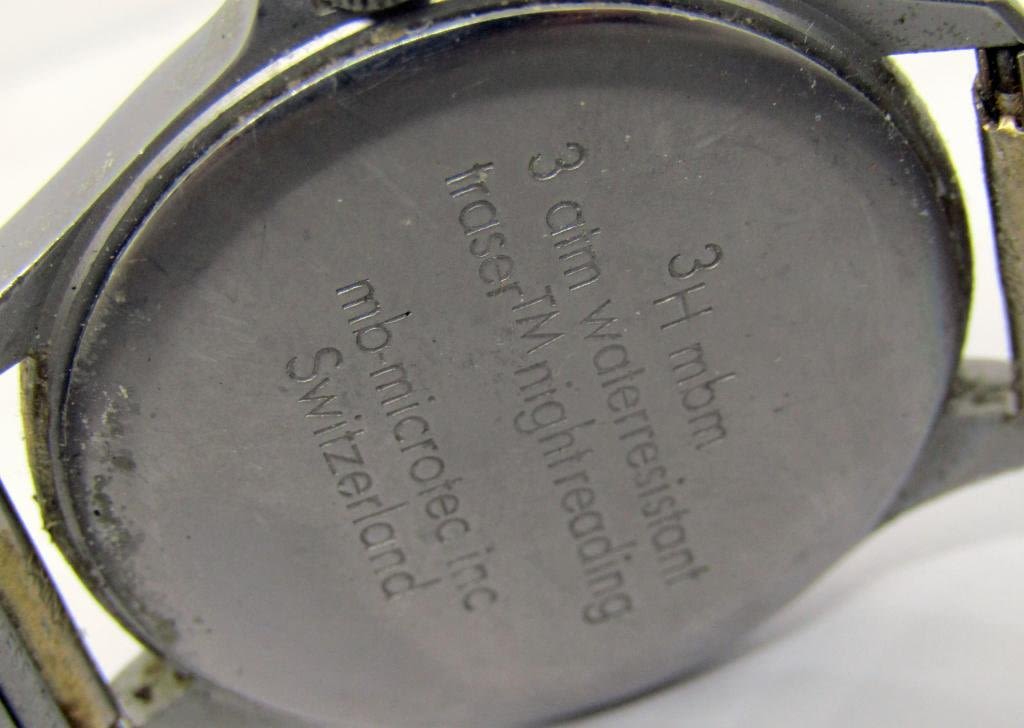 3H mbm
3 atm waterresistant
traserTM nightreading
mb-microtec inc
Switzerland